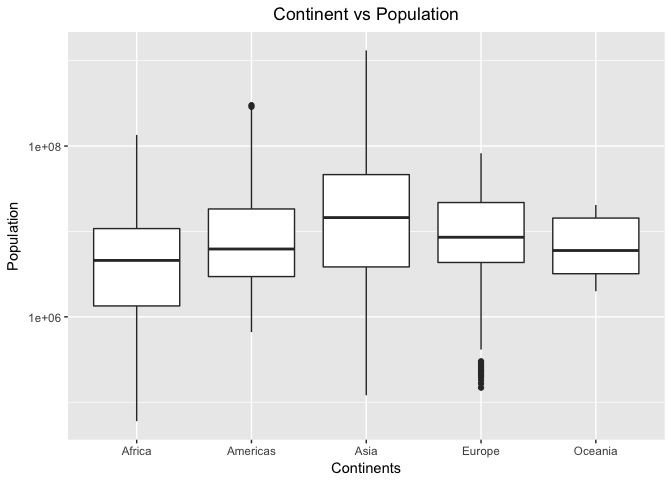 Continent vs Population
Population
1e+08
1e+06
Africa Americas Asia Europe Oceania
Continents